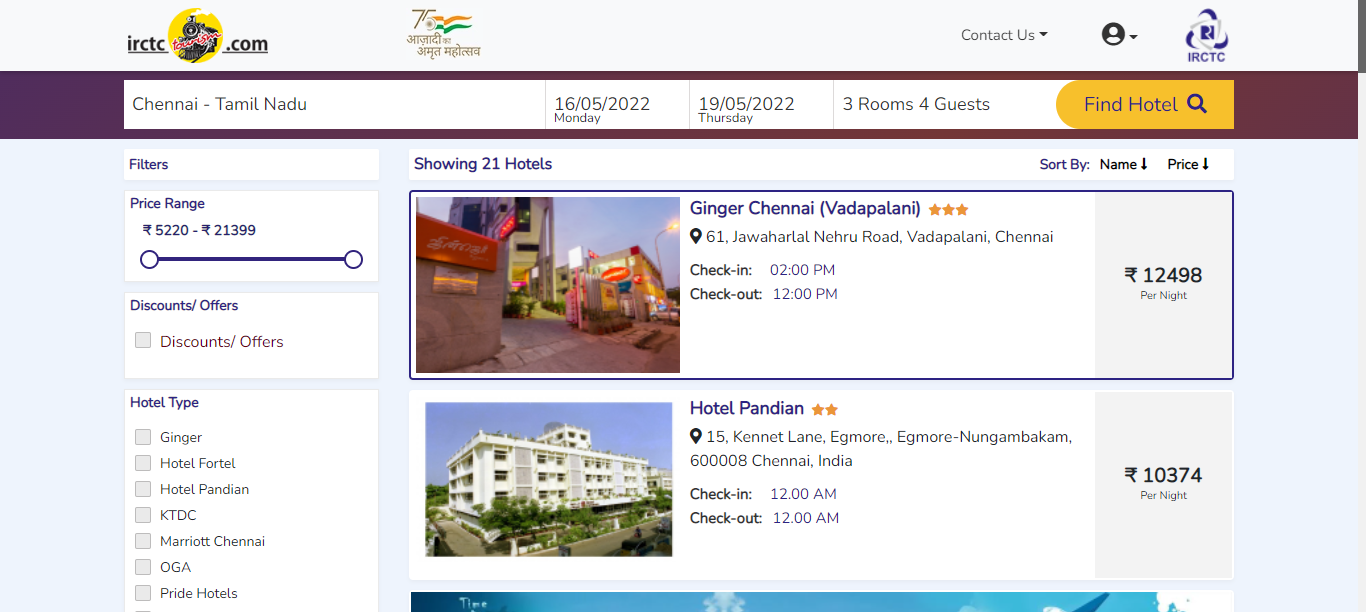 irctc tourism .com
75
आज़ादी का
अमृत महोत्सव
Contact Us
IRCTC
Chennai - Tamil Nadu
16/05/2022
Monday
19/05/2022
Thursday
3 Rooms 4 Guests
Find Hotel
Filters
Showing 21 Hotels
Sort By: Name Price
Price Range
₹ 5220 - ₹ 21399
Discounts/ Offers
Discounts/ Offers
Hotel Type
Ginger
Hotel Fortel
Hotel Pandian
KTDC
Marriott Chennai
OGA
Pride Hotels
Ginger Chennai (Vadapalani)
61, Jawaharlal Nehru Road, Vadapalani, Chennai
Check-in: 02:00 PM
Check-out: 12:00 PM
₹ 12498
Per Night
Hotel Pandian
15, Kennet Lane, Egmore,, Egmore-Nungambakam,
600008 Chennai, India
Check-in: 12.00 AM
Check-out: 12.00 AM
₹ 10374
Per Night
Time